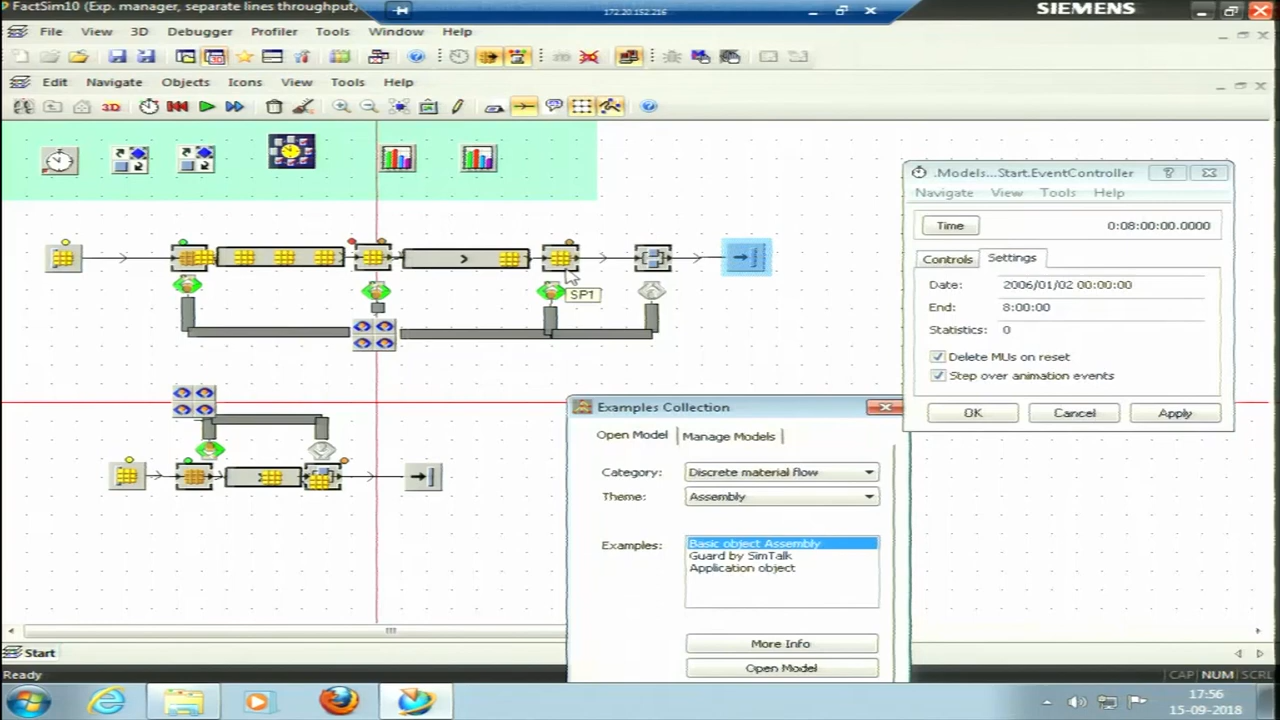 FactSim10 (Exp. manager, separate lines throughput)
172.20.152.216
SIEMENS
File View 3D Debugger Profiler Tools Window Help
Edit Navigate Objects Icons View Tools Help
3D
SP1
.Models...Start.EventController
Navigate View Tools Help
Time 0:08:00:00.0000
Controls Settings
Date: 2006/01/02 00:00:00
End: 8:00:00
Statistics: 0
Delete MUs on reset
Step over animation events
OK Cancel Apply
Examples Collection
Open Model Manage Models
Category: Discrete material flow
Theme: Assembly
Examples: Basic object Assembly
Guard by SimTalk
Application object
More Info
Open Model
Start
Ready
CAP NUM SCRL
17:56
15-09-2018